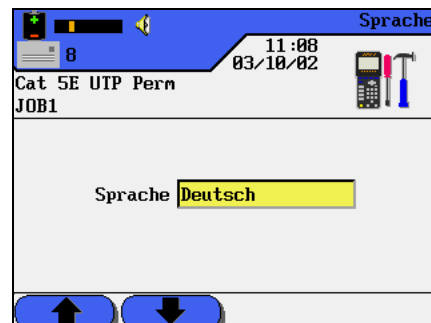 Sprache
8
11:08
03/10/02
Cat 5E UTP Perm
JOB1
Sprache Deutsch